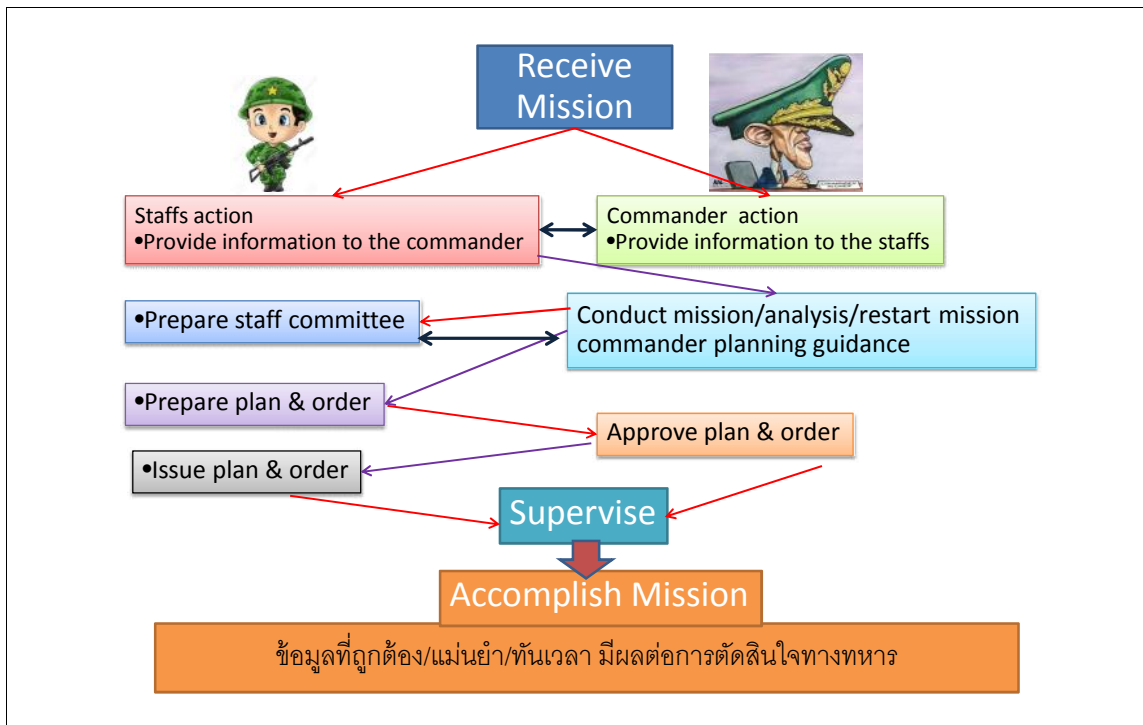 Receive
Mission
Staffs action
•Provide information to the commander
Commander action
•Provide information to the staffs
•Prepare staff committee
Conduct mission/analysis/restart mission
commander planning guidance
•Prepare plan & order
Approve plan & order
•Issue plan & order
Supervise
Accomplish Mission
ข้อมูลที่ถูกต้อง/แม่นยำ/ทันเวลา มีผลต่อการตัดสินใจทางทหาร